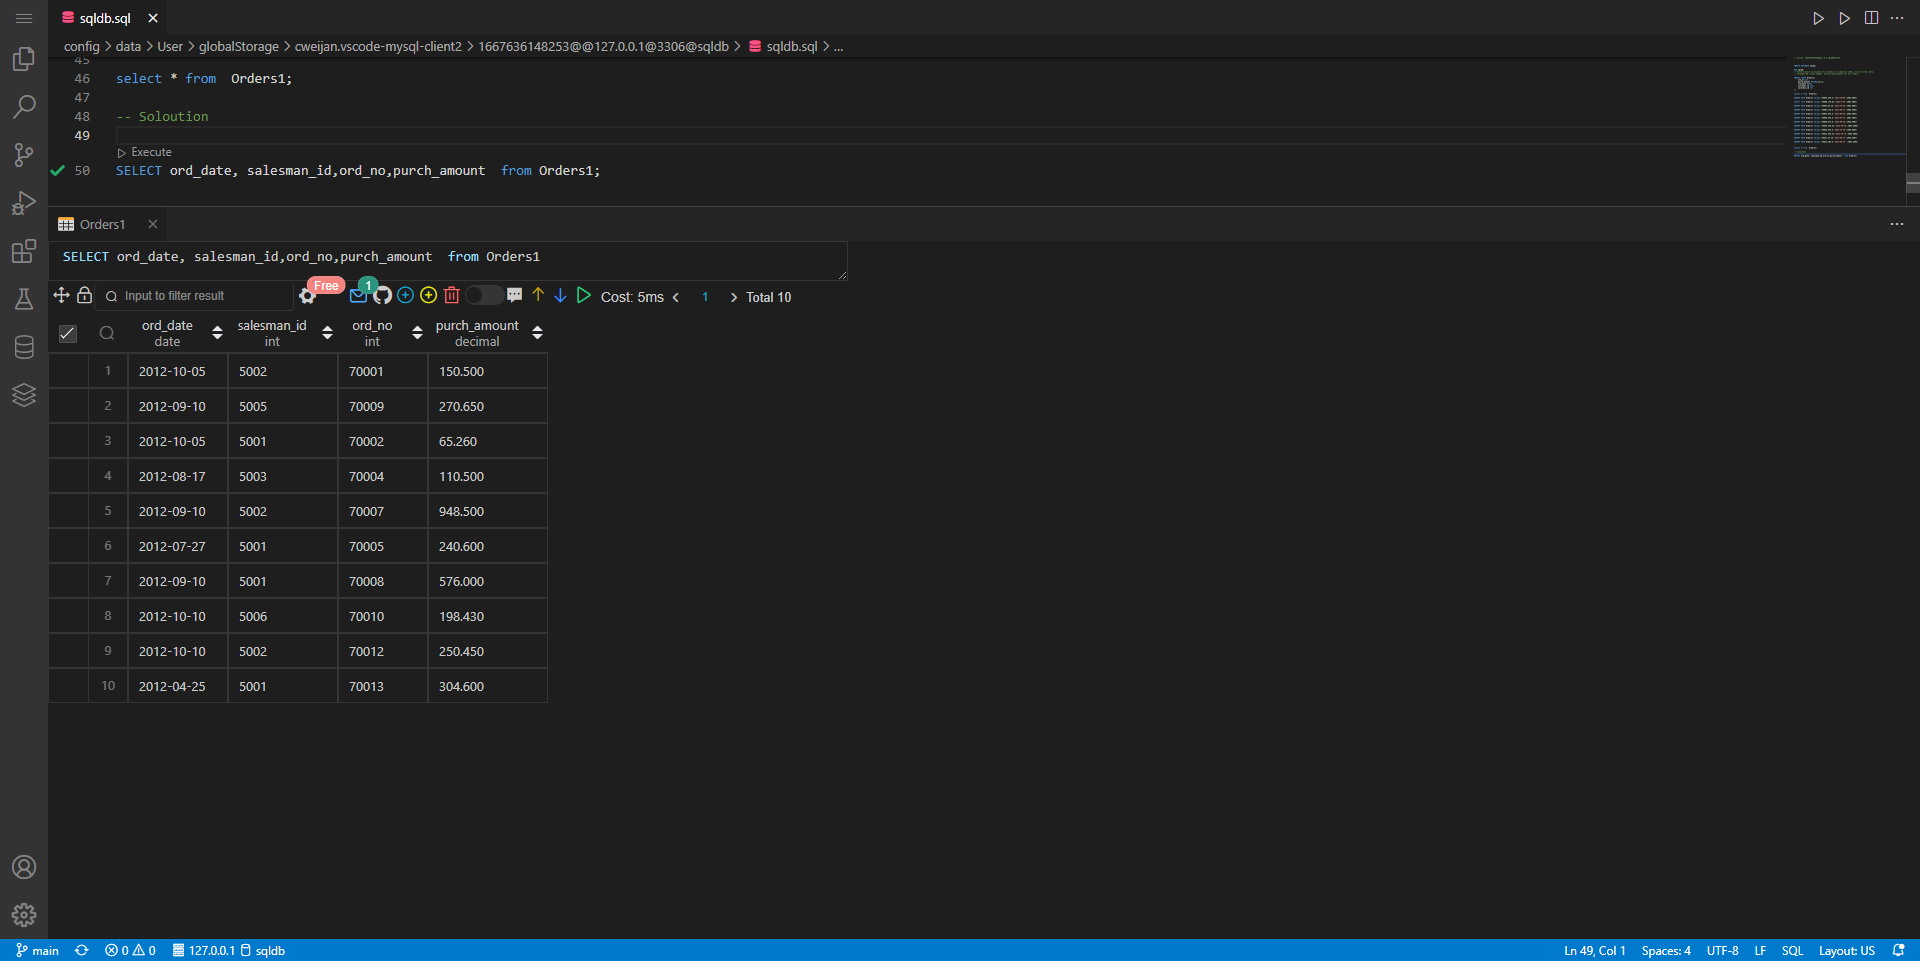 sqldb.sql
config > data > User > globalStorage > cweijan.vscode-mysql-client2 > 1667636148253@@127.0.0.1@3306@sqldb > sqldb.sql > ...
45
46 select * from  Orders1;
47
48 -- Soloution
49
Execute
50 SELECT ord_date, salesman_id,ord_no,purch_amount  from Orders1;
Orders1
SELECT ord_date, salesman_id,ord_no,purch_amount  from Orders1
Input to filter result Free 1 Cost: 5ms < 1 > Total 10
ord_date salesman_id ord_no purch_amount
date int int decimal
1 2012-10-05 5002 70001 150.500
2 2012-09-10 5005 70009 270.650
3 2012-10-05 5001 70002 65.260
4 2012-08-17 5003 70004 110.500
5 2012-09-10 5002 70007 948.500
6 2012-07-27 5001 70005 240.600
7 2012-09-10 5001 70008 576.000
8 2012-10-10 5006 70010 198.430
9 2012-10-10 5002 70012 250.450
10 2012-04-25 5001 70013 304.600
main 0 0 127.0.0.1 sqldb Ln 49, Col 1 Spaces: 4 UTF-8 LF SQL Layout: US